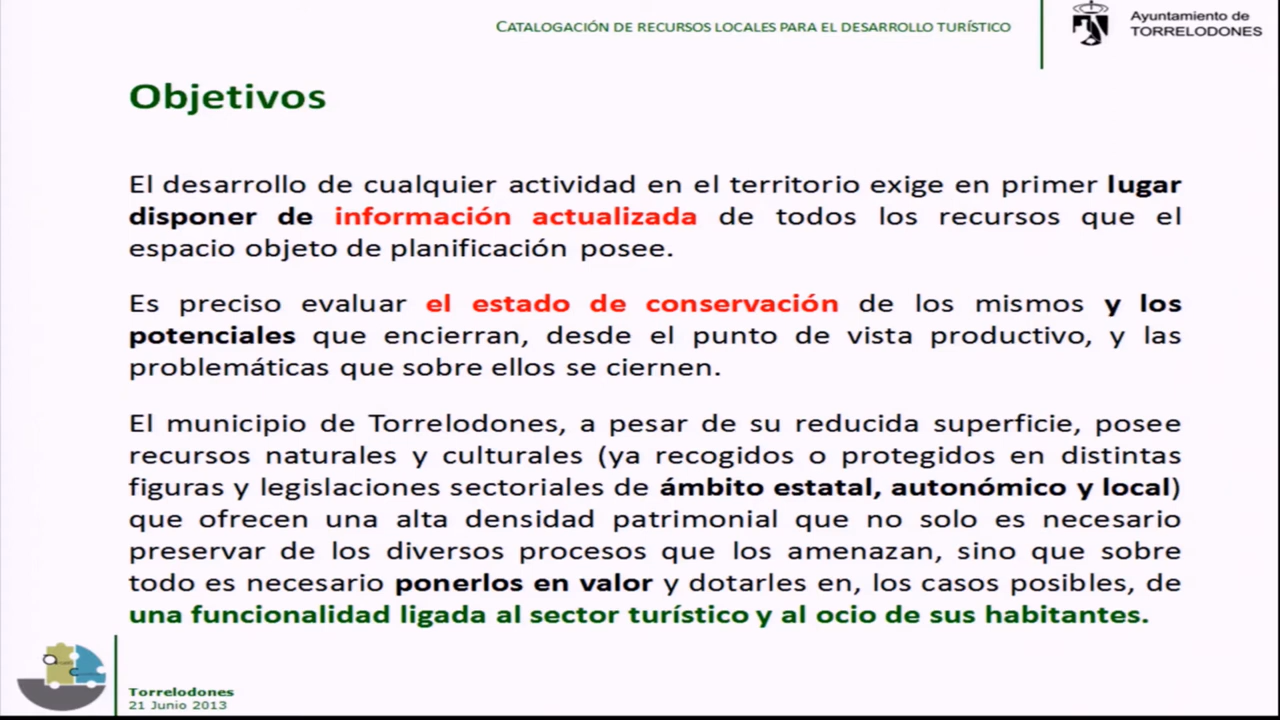 CATALOGACIÓN DE RECURSOS LOCALES PARA EL DESARROLLO TURÍSTICO
Ayuntamiento de
TORRELODONES
Objetivos
El desarrollo de cualquier actividad en el territorio exige en primer lugar
disponer de información actualizada de todos los recursos que el
espacio objeto de planificación posee.
Es preciso evaluar el estado de conservación de los mismos y los
potenciales que encierran, desde el punto de vista productivo, y las
problemáticas que sobre ellos se ciernen.
El municipio de Torrelodones, a pesar de su reducida superficie, posee
recursos naturales y culturales (ya recogidos o protegidos en distintas
figuras y legislaciones sectoriales de ámbito estatal, autonómico y local)
que ofrecen una alta densidad patrimonial que no solo es necesario
preservar de los diversos procesos que los amenazan, sino que sobre
todo es necesario ponerlos en valor y dotarles en, los casos posibles, de
una funcionalidad ligada al sector turístico y al ocio de sus habitantes.
Torrelodones
21 Junio 2013